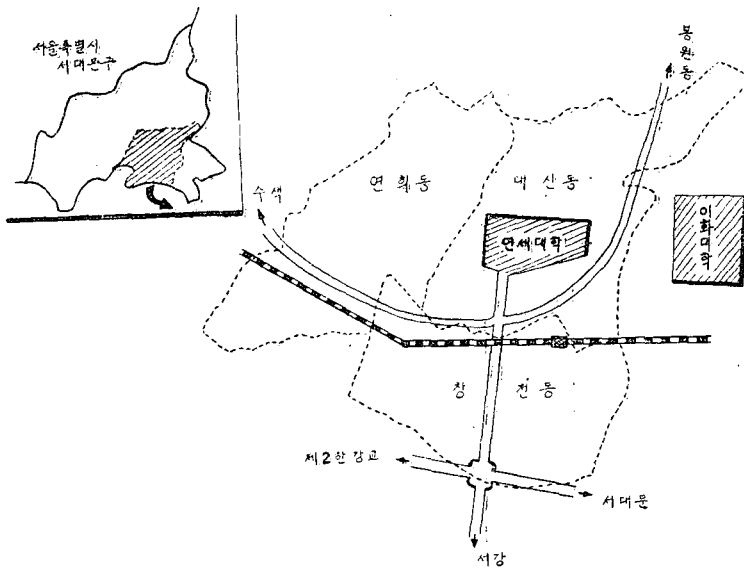 서울특별시
서대문구
봉원동
수색
연희동
대신동
연세대학
이화대학
창천동
제2한강교
서대문
서강